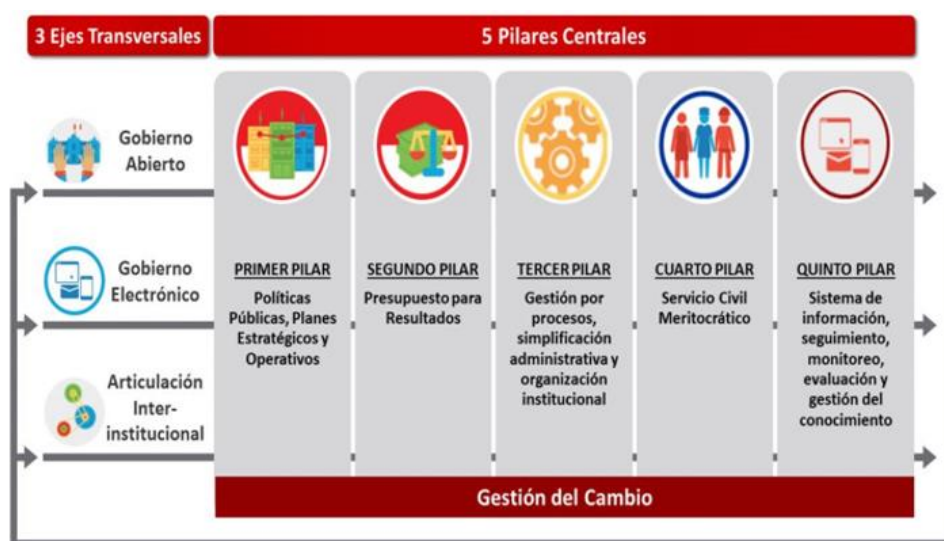 3 Ejes Transversales
5 Pilares Centrales
Gobierno
Abierto
Gobierno
Electrónico
Articulación
Inter-
institucional
PRIMER PILAR
Políticas
Públicas, Planes
Estratégicos y
Operativos
SEGUNDO PILAR
Presupuesto para
Resultados
TERCER PILAR
Gestión por
procesos,
simplificación
administrativa y
organización
institucional
CUARTO PILAR
Servicio Civil
Meritocrático
QUINTO PILAR
Sistema de
información,
seguimiento,
monitoreo,
evaluación y
gestión del
conocimiento
Gestión del Cambio